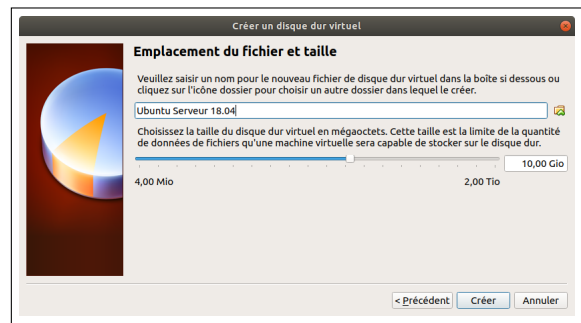 Créer un disque dur virtuel
Emplacement du fichier et taille
Veuillez saisir un nom pour le nouveau fichier de disque dur virtuel dans la boîte si dessous ou
cliquez sur l'icône dossier pour choisir un autre dossier dans lequel le créer.
Ubuntu Serveur 18.04
Choisissez la taille du disque dur virtuel en mégaoctets. Cette taille est la limite de la quantité
de données de fichiers qu'une machine virtuelle sera capable de stocker sur le disque dur.
10,00 Gio
4,00 Mio 2,00 Tio
< Précédent Créer Annuler